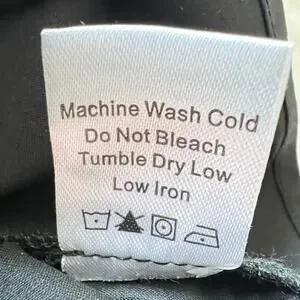 Machine Wash Cold
Do Not Bleach
Tumble Dry Low
Low Iron